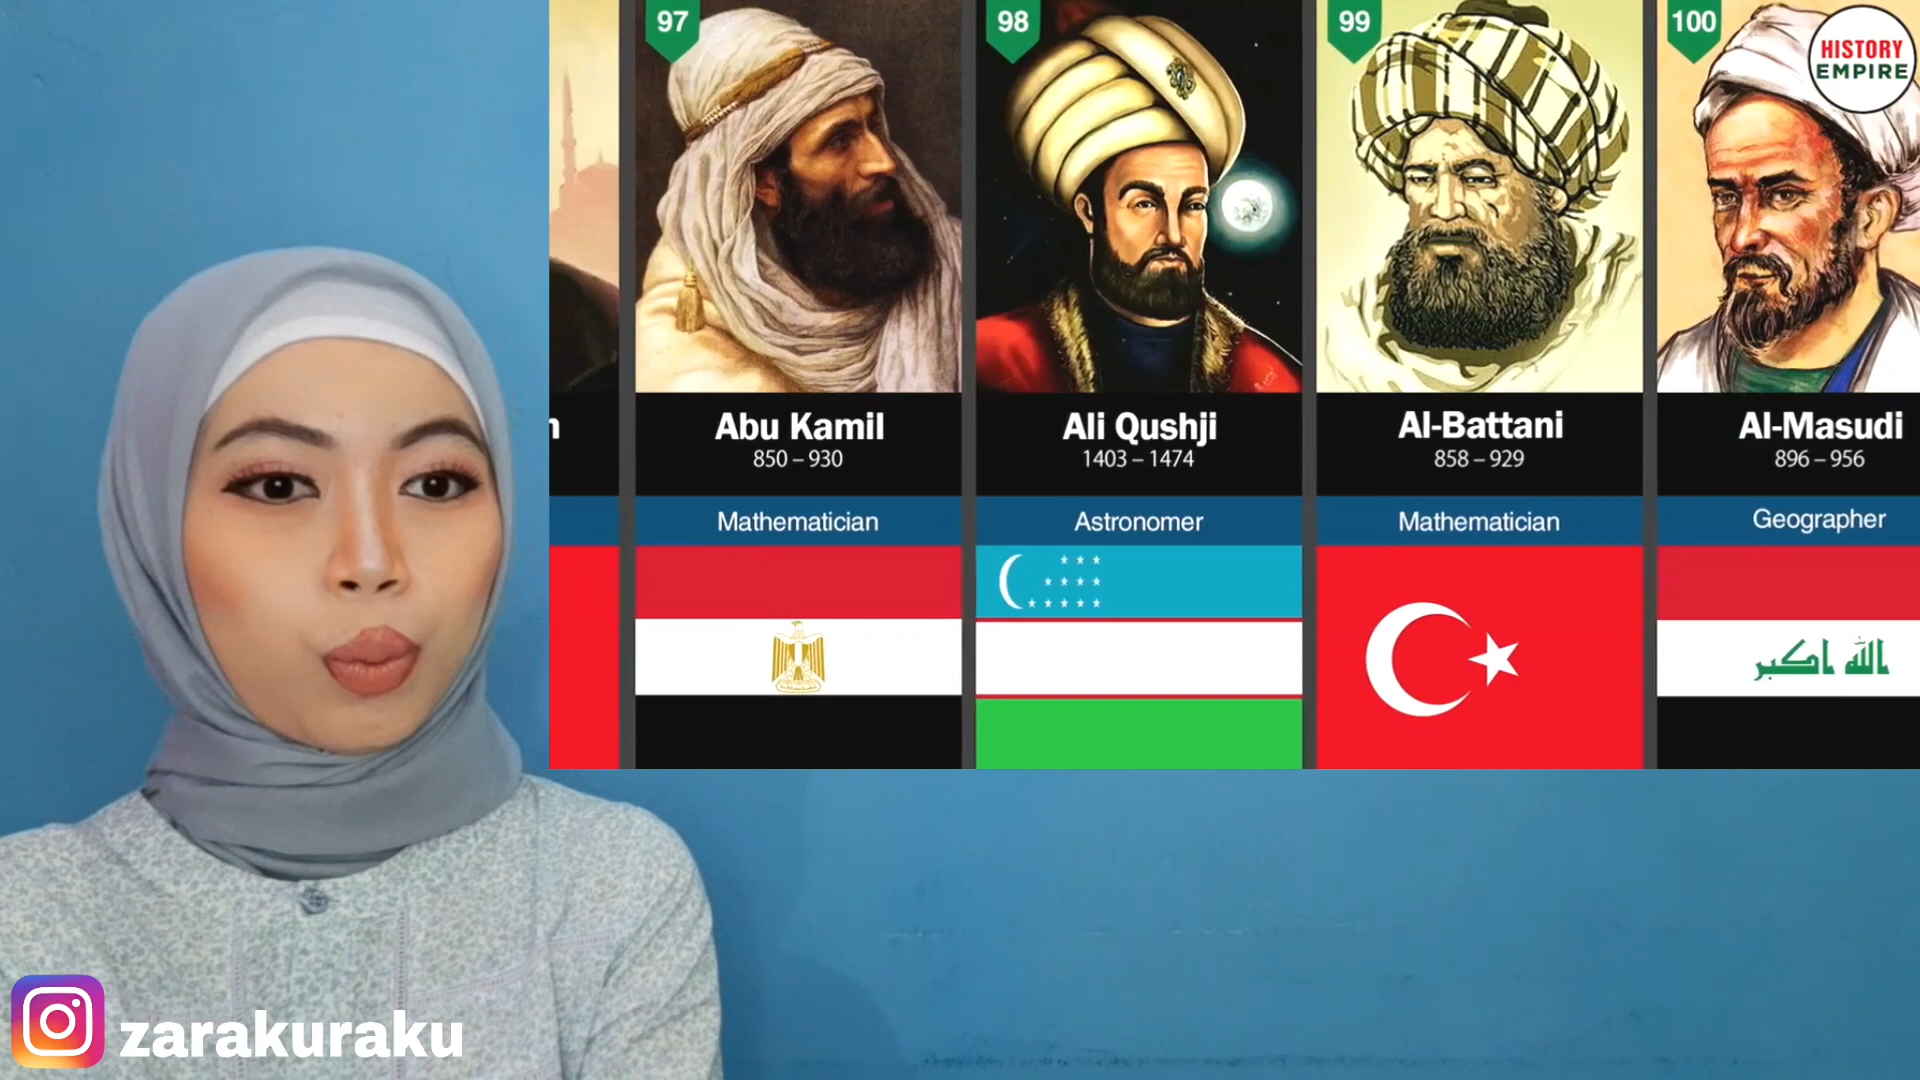 97
98
99
100
HISTORY
EMPIRE
n
Abu Kamil
850 – 930
Mathematician
Ali Qushji
1403 – 1474
Astronomer
Al-Battani
858 – 929
Mathematician
Al-Masudi
896 – 956
Geographer
الله اكبر
zarakuraku